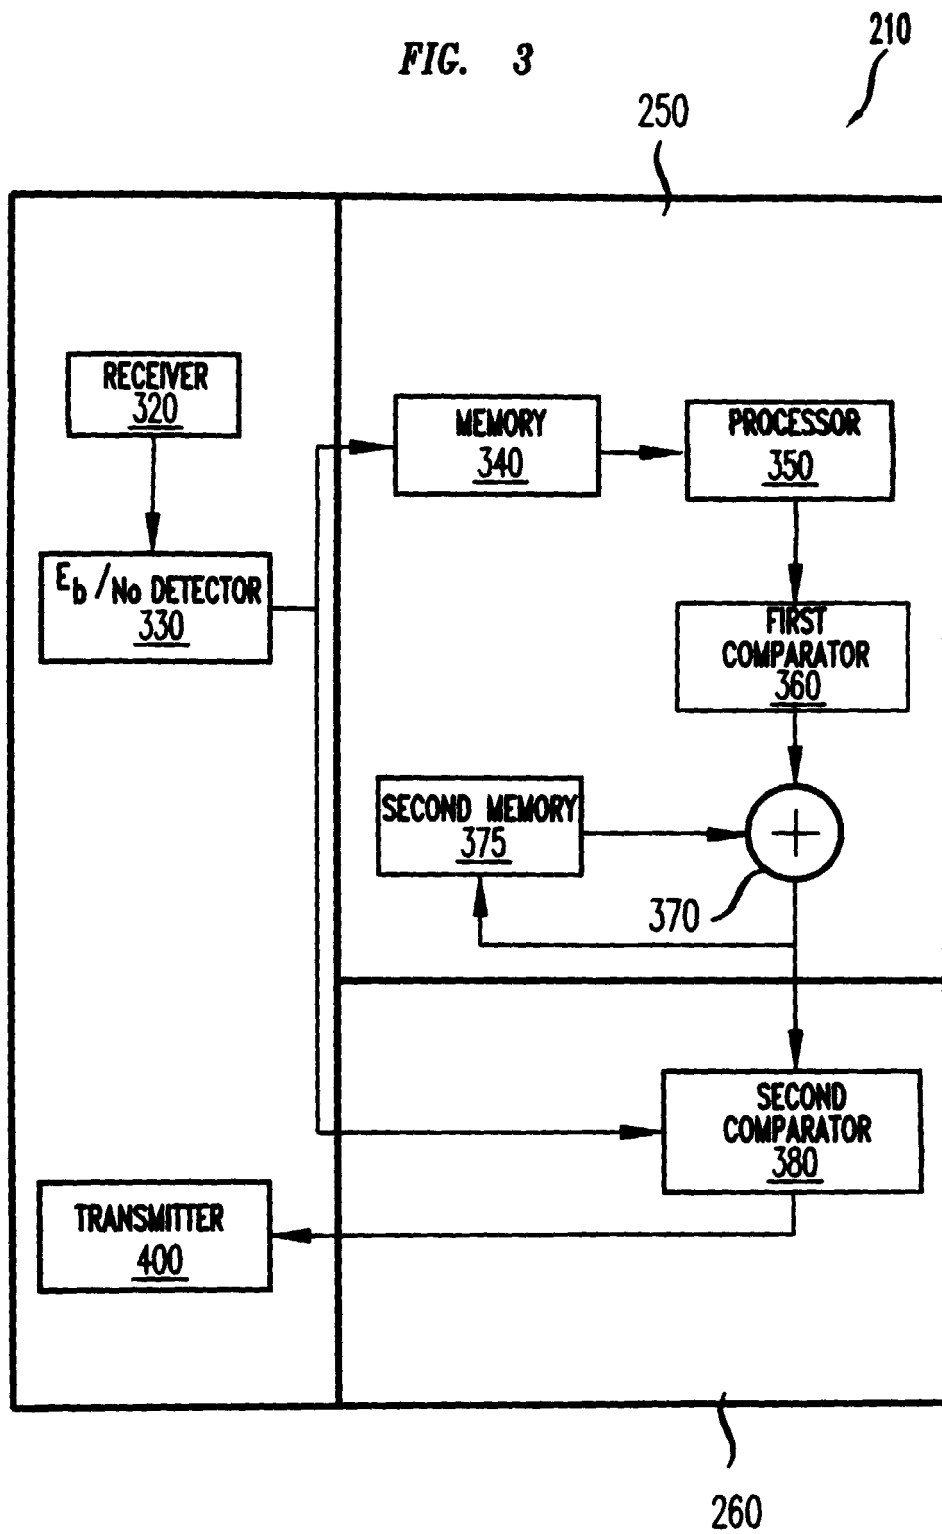 FIG. 3
210
250
RECEIVER
320
MEMORY
340
PROCESSOR
350
Eb/No DETECTOR
330
FIRST
COMPARATOR
360
SECOND MEMORY
375
+
370
SECOND
COMPARATOR
380
TRANSMITTER
400
260